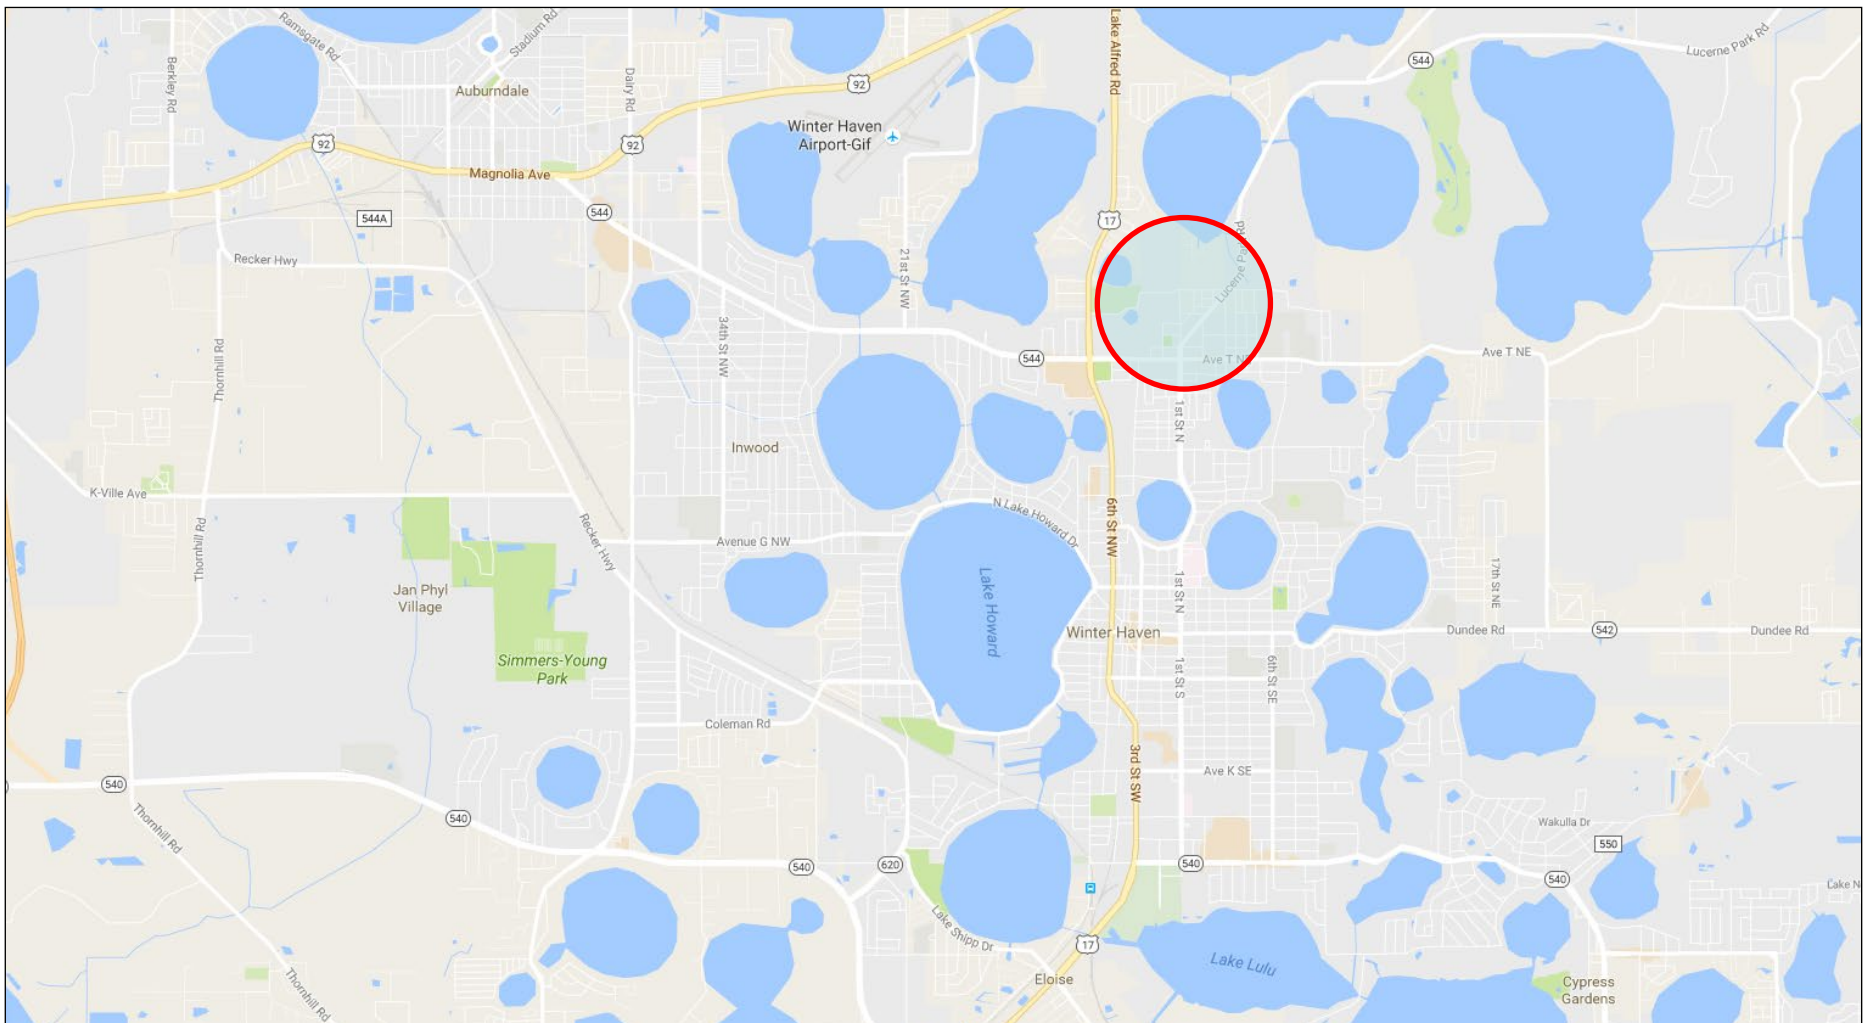 Ramsgate Rd
Stadium Rd
Lake Alfred Rd
Lucerne Park Rd
544
Berkley Rd
Dairy Rd
Auburndale
92
Winter Haven
Airport-Gif
92
92
Magnolia Ave
544A
544
17
Recker Hwy
21st St NW
Lucerne Park Rd
Thornhill Rd
34th St NW
544
Ave T NE
Ave T NE
1st St N
Inwood
K-Ville Ave
N Lake Howard Dr
6th St NW
Thornhill Rd
Recker Hwy
Avenue G NW
Jan Phyl
Village
Lake Howard
1st St N
17th St NE
Winter Haven
Dundee Rd
542
Dundee Rd
Simmers-Young
Park
1st St S
6th St SE
Coleman Rd
3rd St SW
Ave K SE
540
Thornhill Rd
540
Wakulla Dr
550
540
620
540
540
Lake N
Lake Shipp Dr
17
Lake Lulu
Eloise
Cypress
Gardens
Thornhill Rd